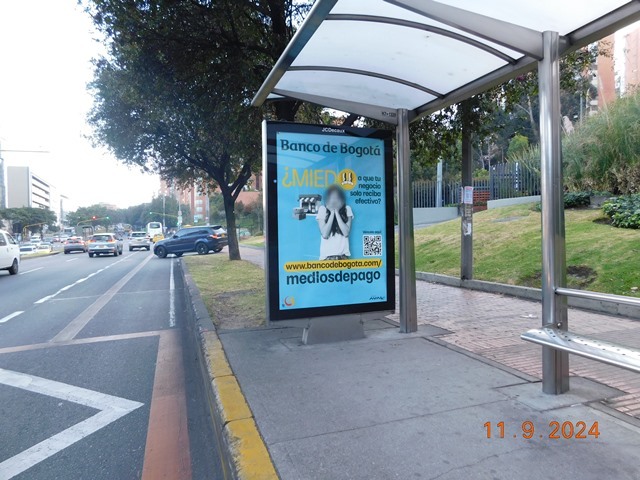 JCDecaux
Banco de Bogotá
¿MIEDO
a que tu
negocio
solo reciba
efectivo?
www.bancodebogota.com/
mediosdepago
11.9.2024